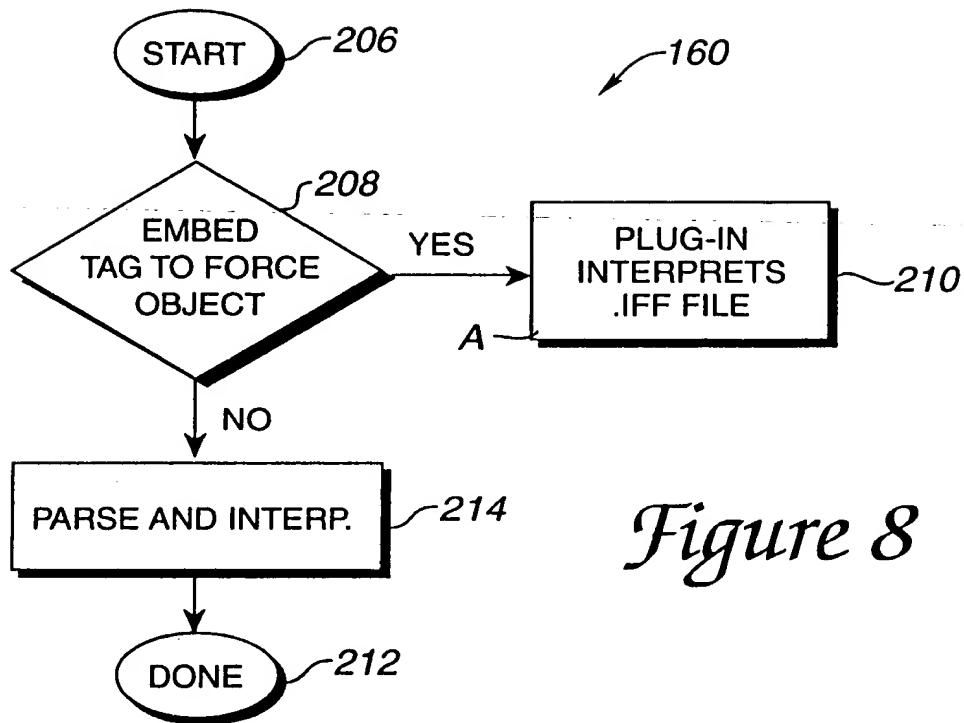 START
206
160
208
EMBED
TAG TO FORCE
OBJECT
YES
PLUG-IN
INTERPRETS
.IFF FILE
210
A
NO
PARSE AND INTERP.
214
Figure 8
DONE
212